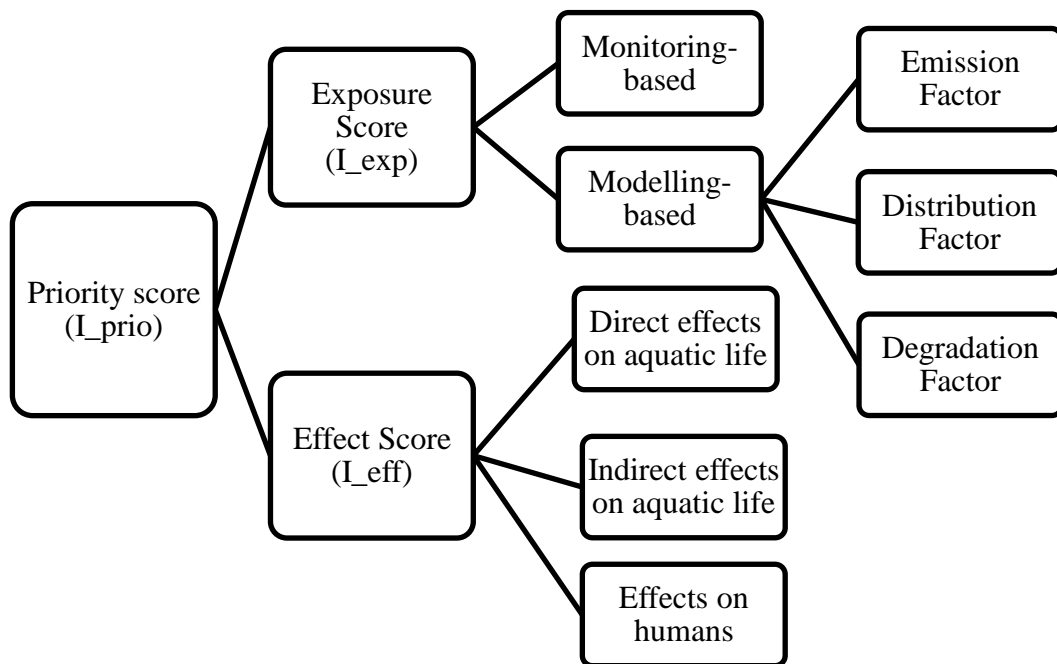 Priority score
(I_prio)
Exposure
Score
(I_exp)
Effect Score
(I_eff)
Monitoring-
based
Modelling-
based
Direct effects
on aquatic life
Indirect effects
on aquatic life
Effects on
humans
Emission
Factor
Distribution
Factor
Degradation
Factor